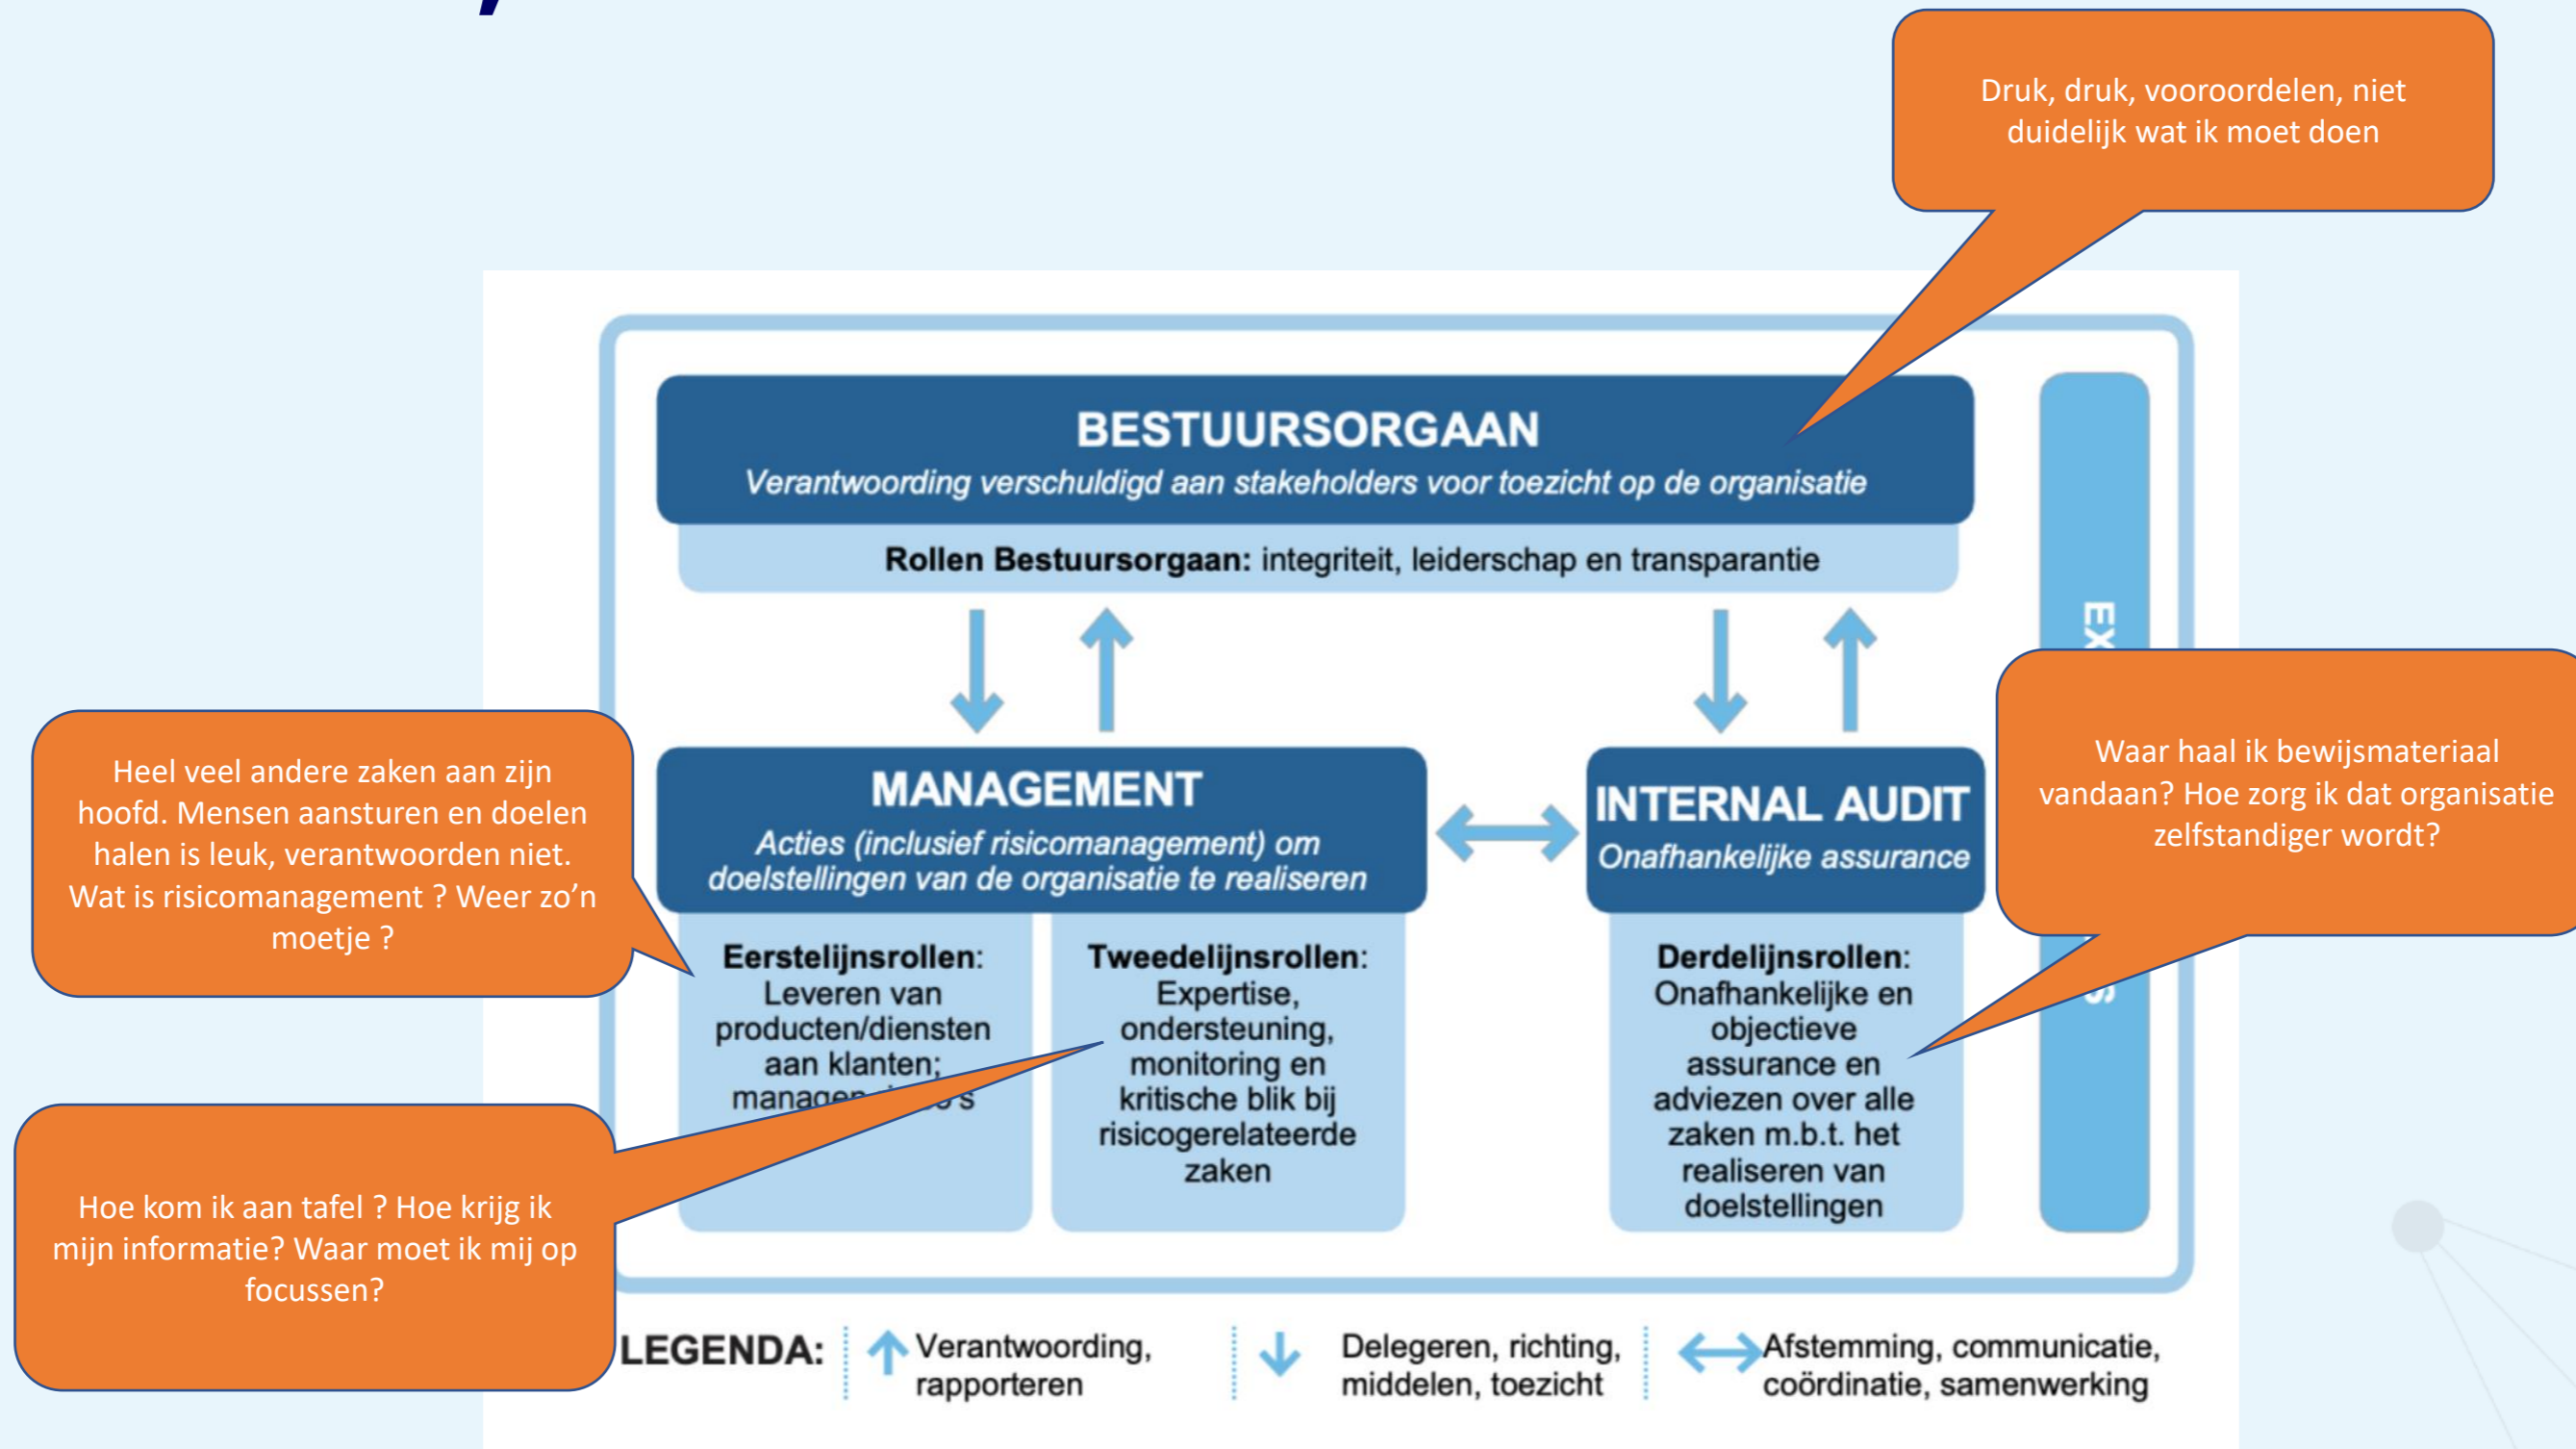 Druk, druk, vooroordelen, niet
duidelijk wat ik moet doen
BESTUURSORGAAN
Verantwoording verschuldigd aan stakeholders voor toezicht op de organisatie
Rollen Bestuursorgaan: integriteit, leiderschap en transparantie
Heel veel andere zaken aan zijn
hoofd. Mensen aansturen en doelen
halen is leuk, verantwoorden niet.
Wat is risicomanagement ? Weer zo’n
moetje ?
MANAGEMENT
Acties (inclusief risicomanagement) om
doelstellingen van de organisatie te realiseren
INTERNAL AUDIT
Onafhankelijke assurance
Waar haal ik bewijsmateriaal
vandaan? Hoe zorg ik dat organisatie
zelfstandiger wordt?
Eerstelijnsrollen:
Leveren van
producten/diensten
aan klanten;
Tweedelijnsrollen:
Expertise,
ondersteuning,
monitoring en
kritische blik bij
risicogerelateerde
zaken
Derdelijnsrollen:
Onafhankelijke en
objectieve
assurance en
adviezen over alle
zaken m.b.t. het
realiseren van
doelstellingen
Hoe kom ik aan tafel ? Hoe krijg ik
mijn informatie? Waar moet ik mij op
focussen?
LEGENDA:
Verantwoording,
rapporteren
Delegeren, richting,
middelen, toezicht
Afstemming, communicatie,
coördinatie, samenwerking